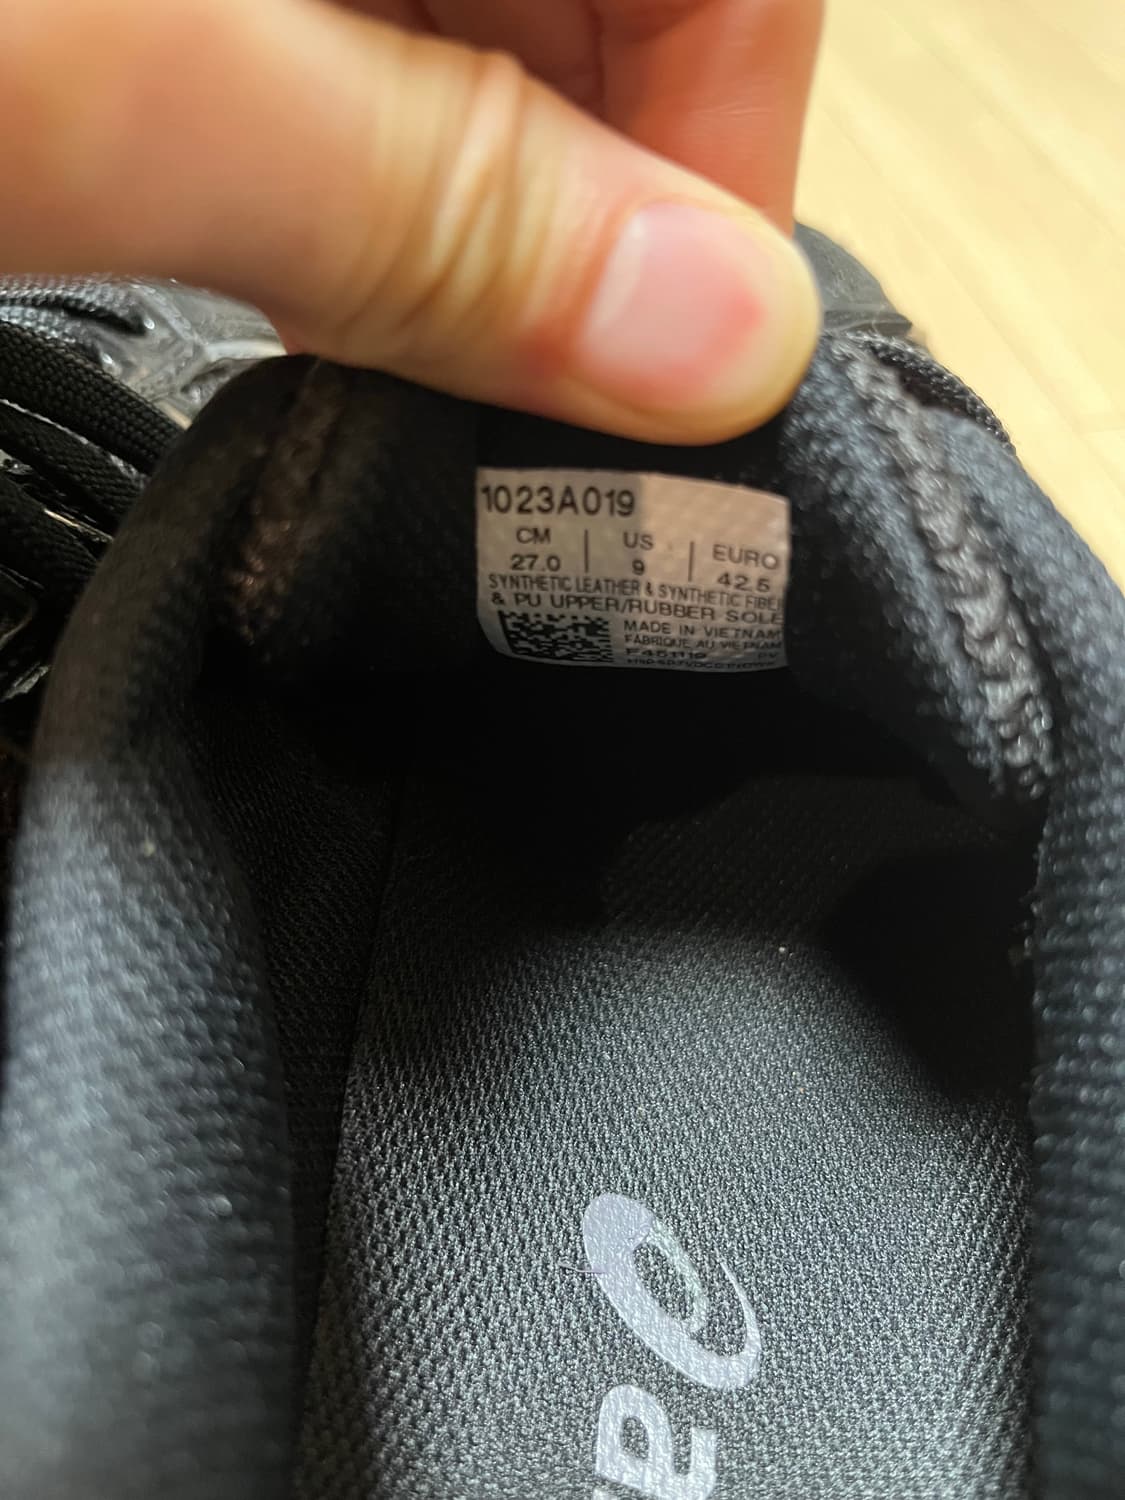 1023A019
CM | US | EURO
27.0 | 9 | 42.5
SYNTHETIC LEATHER & SYNTHETIC FIBER
& PU UPPER/RUBBER SOLE
MADE IN VIETNAM
FABRIQUE AU VIETNAM